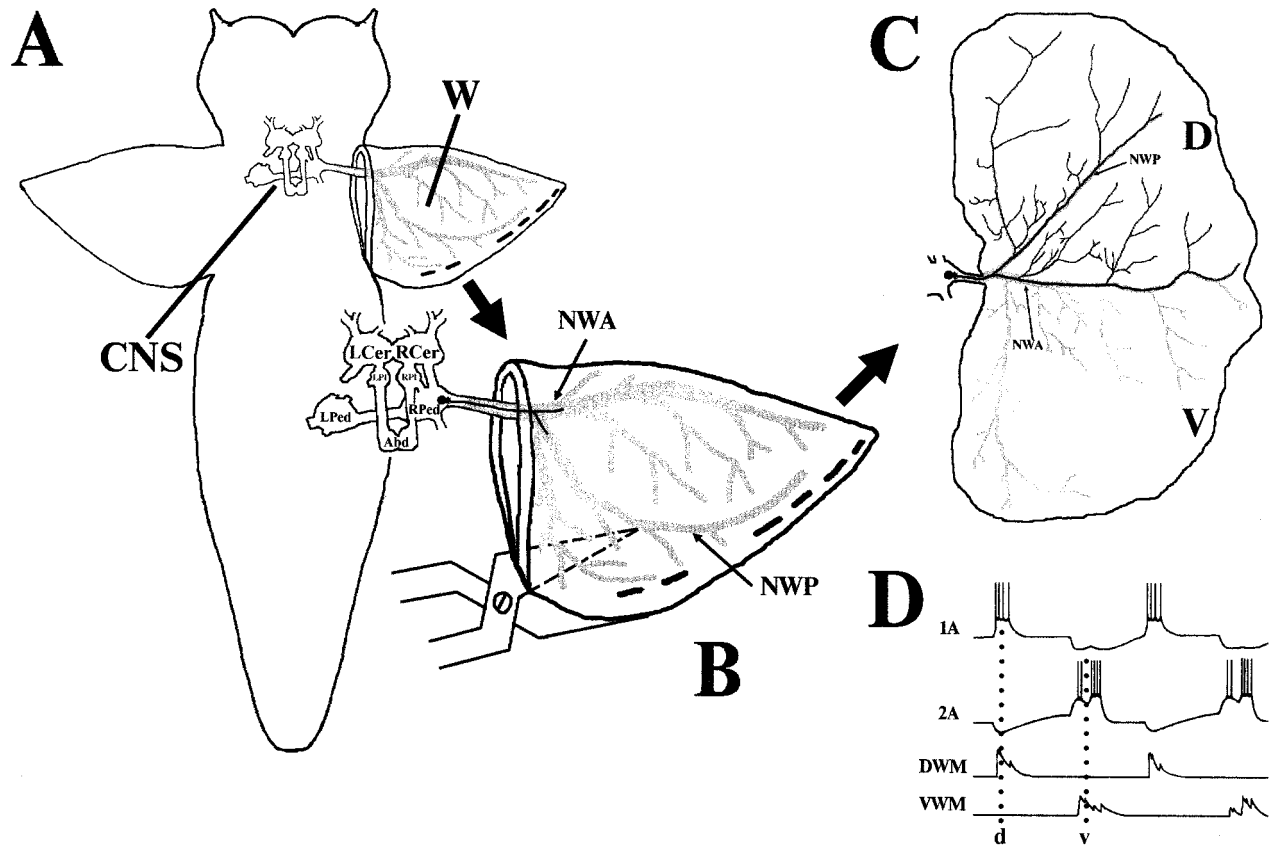 A
W
CNS
LCer RCer
LPl RPl
LPed RPed
Abd
NWA
NWP
B
C
D
NWP
NWA
V
D
1A
2A
DWM
VWM
d v